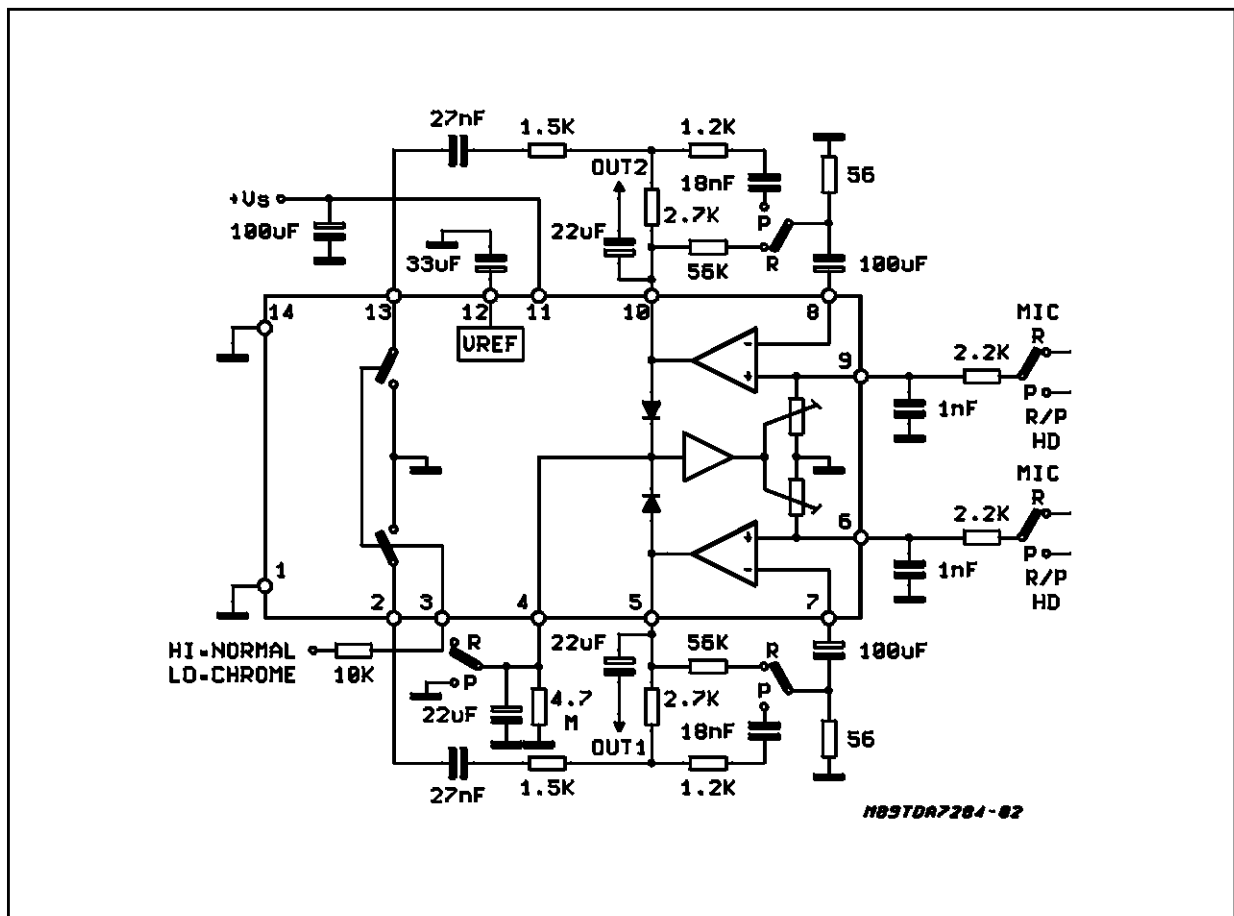 27nF
1.5K
1.2K
OUT2
18nF
56
+Vs
P
100uF
22uF
2.7K
33uF
56K
R
100uF
14
13
12
11
10
8
VREF
MIC
R
9
2.2K
P
1nF
R/P
HD
MIC
R
6
2.2K
P
1nF
R/P
HD
1
2
3
4
5
7
HI=NORMAL
LO=CHROME
10K
R
P
22uF
56K
R
100uF
22uF
4.7
M
2.7K
P
18nF
OUT1
56
27nF
1.5K
1.2K
M89TDA7284-02